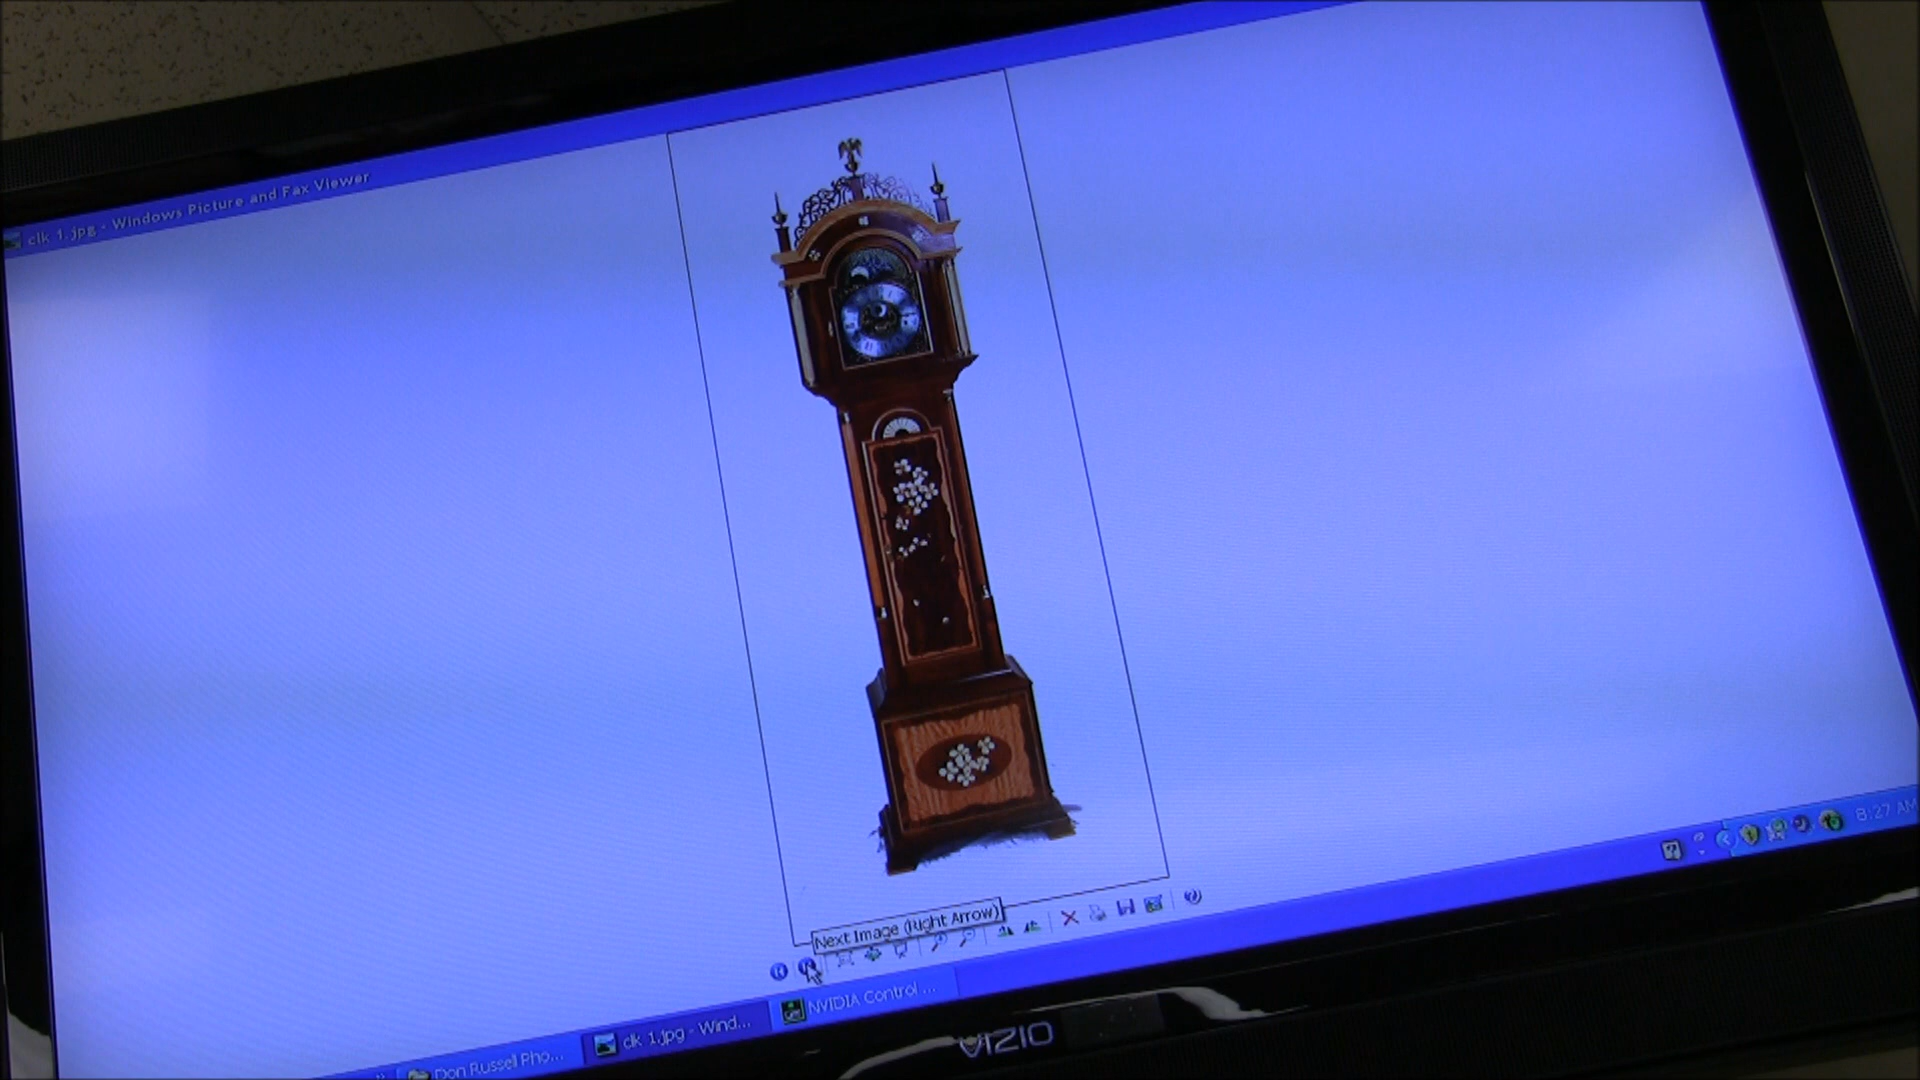 clk 1.jpg - Windows Picture and Fax Viewer
Next Image (Right Arrow)
8:27 AM
NVIDIA Control ...
clk 1.jpg - Wind...
Don Russell Pho...
VIZIO